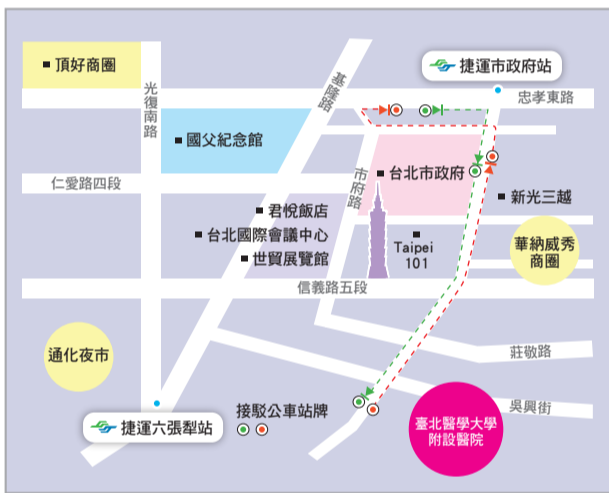 頂好商圈
捷運市政府站
光復南路
基隆路
忠孝東路
國父紀念館
市府路
台北市政府
仁愛路四段
新光三越
君悅飯店
台北國際會議中心
世貿展覽館
Taipei
101
華納威秀
商圈
信義路五段
通化夜市
莊敬路
吳興街
接駁公車站牌
捷運六張犁站
臺北醫學大學
附設醫院